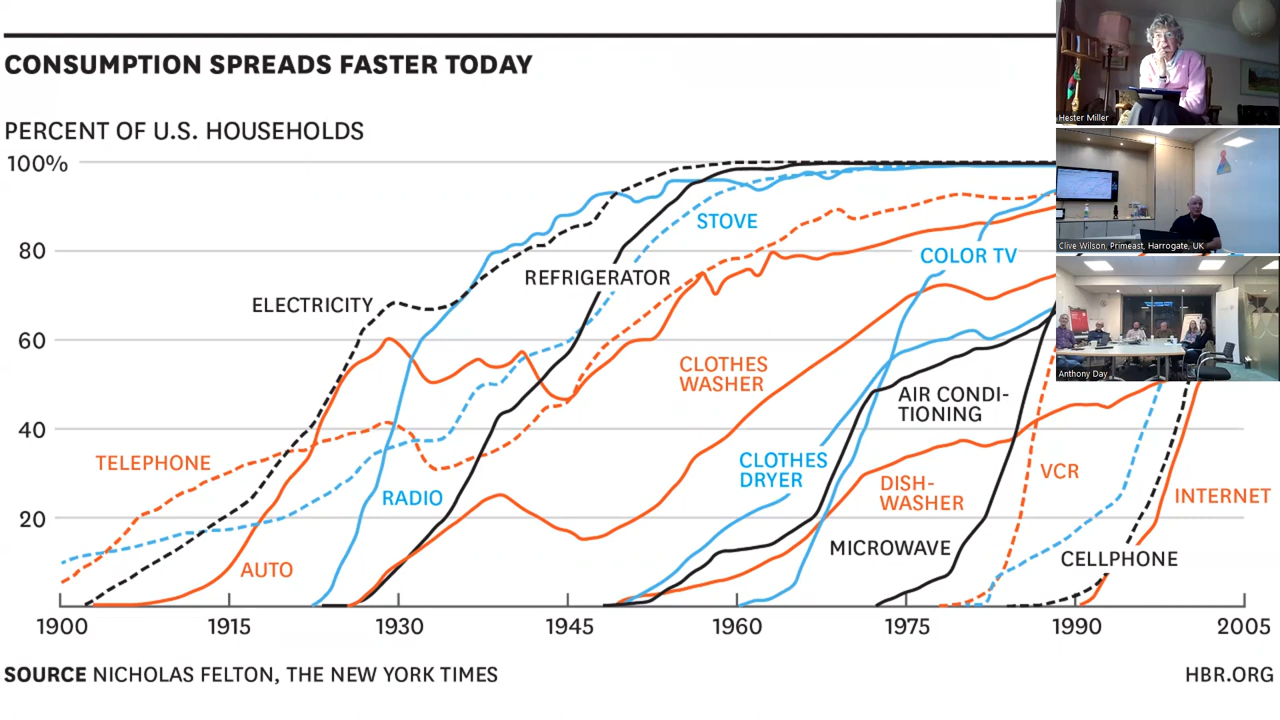 CONSUMPTION SPREADS FASTER TODAY
PERCENT OF U.S. HOUSEHOLDS
100%
80
60
40
20
STOVE
COLOR TV
REFRIGERATOR
ELECTRICITY
CLOTHES
WASHER
AIR CONDI-
TIONING
TELEPHONE
CLOTHES
DRYER
RADIO
DISH-
WASHER
VCR
INTERNET
MICROWAVE
CELLPHONE
AUTO
1900
1915
1930
1945
1960
1975
1990
2005
SOURCE NICHOLAS FELTON, THE NEW YORK TIMES
HBR.ORG
Hester Miller
Clive Wilson, Primeast, Harrogate, UK
Anthony Day